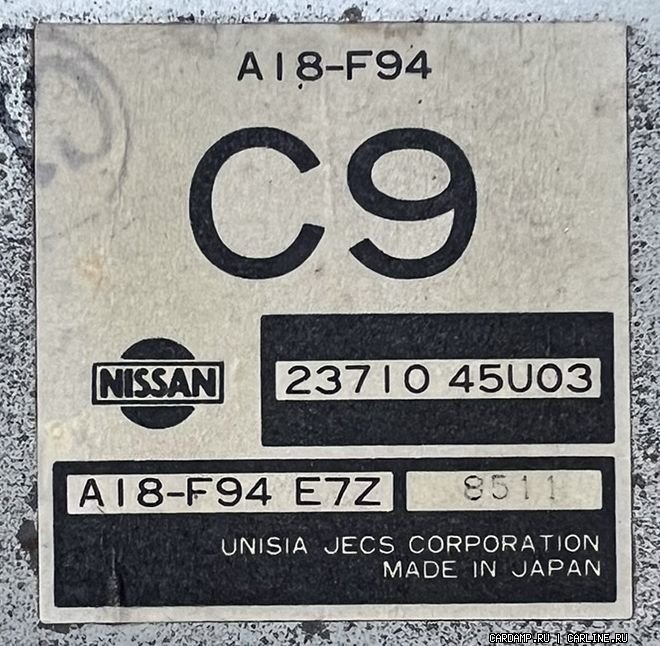 A18-F94
C9
NISSAN
23710 45U03
A18-F94 E7Z
8511
UNISIA JECS CORPORATION
MADE IN JAPAN
CARDAMP.RU | CARLINE.RU